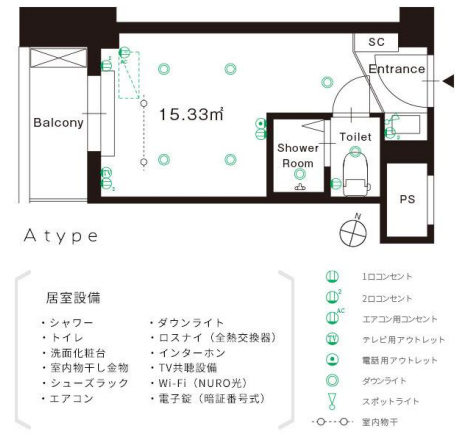 SC
Entrance
AC
2
15.33㎡
Balcony
Toilet
Shower
Room
2
2
PS
N
A type
居室設備
・シャワー
・トイレ
・洗面化粧台
・室内物干し金物
・シューズラック
・エアコン
・ダウンライト
・ロスナイ（全熱交換器）
・インターホン
・TV共聴設備
・Wi-Fi（NURO光）
・電子錠（暗証番号式）
1口コンセント
2
2口コンセント
AC
エアコン用コンセント
TV
テレビ用アウトレット
電話用アウトレット
ダウンライト
スポットライト
室内物干